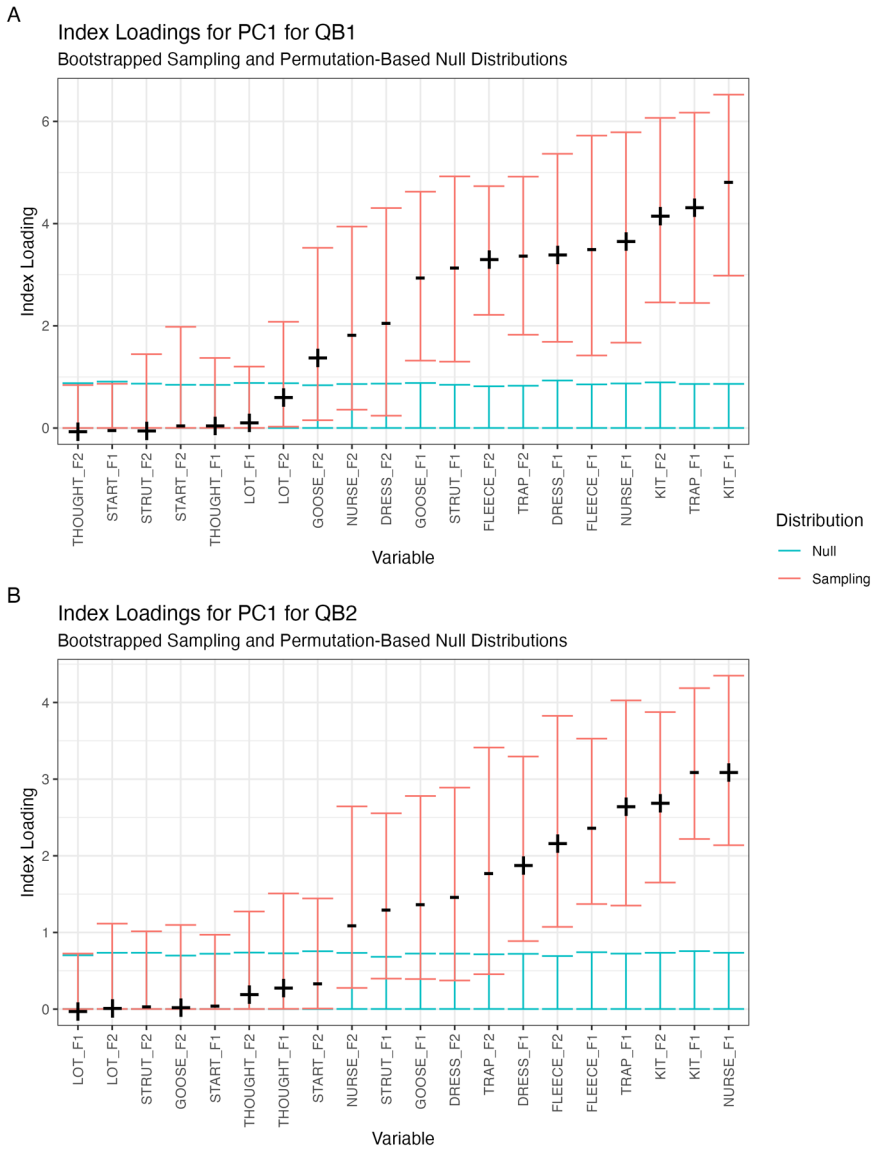 A
Index Loadings for PC1 for QB1
Bootstrapped Sampling and Permutation-Based Null Distributions
Index Loading
6
4
2
0
THOUGHT_F2
START_F1
STRUT_F2
START_F2
THOUGHT_F1
LOT_F1
LOT_F2
GOOSE_F2
NURSE_F2
DRESS_F2
GOOSE_F1
STRUT_F1
FLEECE_F2
TRAP_F2
DRESS_F1
FLEECE_F1
NURSE_F1
KIT_F2
TRAP_F1
KIT_F1
Variable
Distribution
Null
Sampling
B
Index Loadings for PC1 for QB2
Bootstrapped Sampling and Permutation-Based Null Distributions
Index Loading
4
3
2
1
0
LOT_F1
LOT_F2
STRUT_F2
GOOSE_F2
START_F1
THOUGHT_F2
THOUGHT_F1
START_F2
NURSE_F2
STRUT_F1
GOOSE_F1
DRESS_F2
TRAP_F2
DRESS_F1
FLEECE_F2
FLEECE_F1
TRAP_F1
KIT_F2
KIT_F1
NURSE_F1
Variable